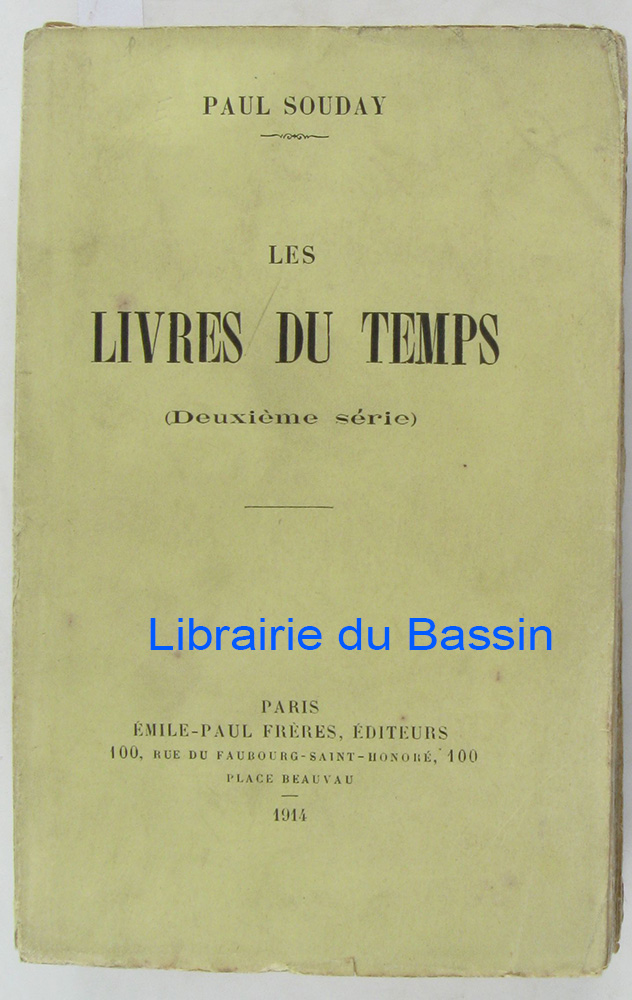 PAUL SOUDAY
LES
LIVRES DU TEMPS
(Deuxième série)
Librairie du Bassin
PARIS
ÉMILE-PAUL FRÈRES, ÉDITEURS
100, RUE DU FAUBOURG-SAINT-HONORÉ, 100
PLACE BEAUVAU
1914